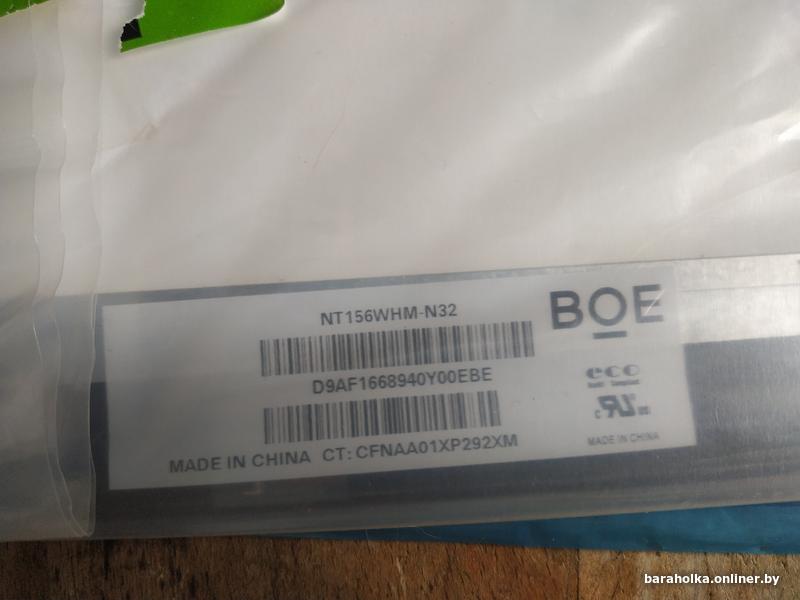 NT156WHM-N32
BOE
D9AF1668940Y00EBE
eco
MADE IN CHINA CT: CFNAA01XP292XM
MADE IN CHINA
baraholka.onliner.by